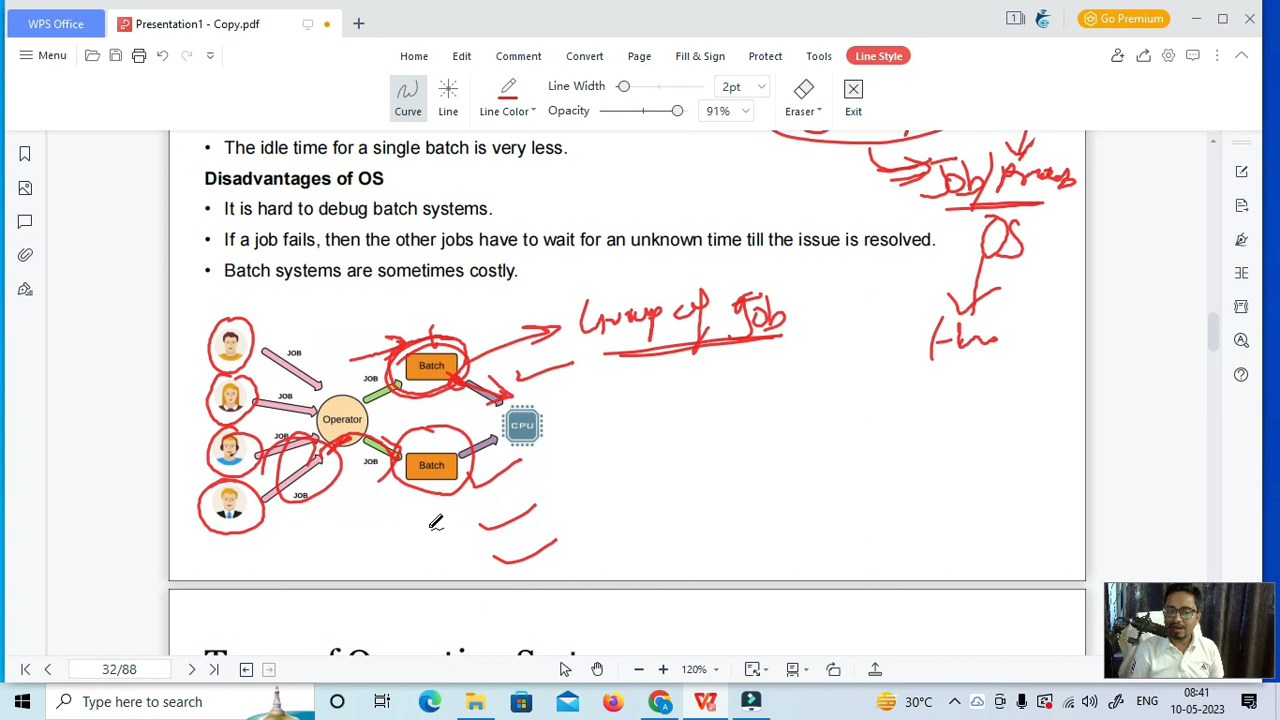 WPS Office
Presentation1 - Copy.pdf
1
Go Premium
Menu
Home Edit Comment Convert Page Fill & Sign Protect Tools Line Style
Curve
Line
Line Color
Line Width
2pt
Opacity
91%
Eraser
Exit
• The idle time for a single batch is very less.
Disadvantages of OS
• It is hard to debug batch systems.
• If a job fails, then the other jobs have to wait for an unknown time till the issue is resolved.
• Batch systems are sometimes costly.
Job/
OS
Group of Job
JOB
JOB
JOB
JOB
Operator
JOB
JOB
Batch
Batch
CPU
32/88
120%
Type here to search
30°C
ENG
08:41
10-05-2023